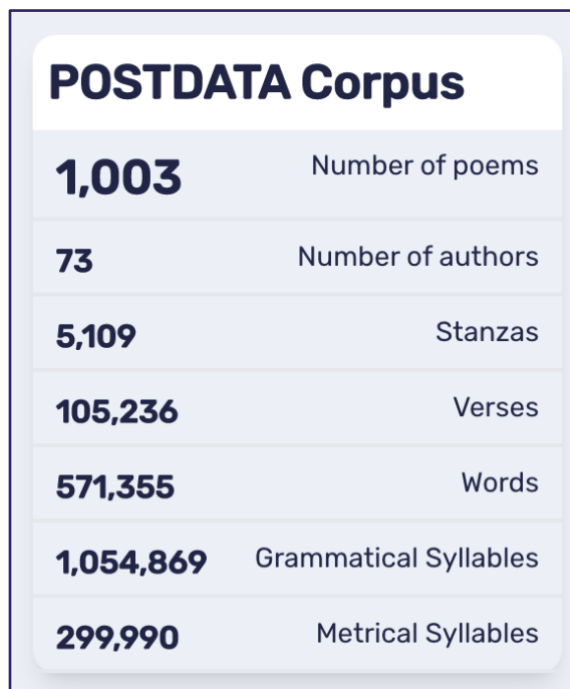 POSTDATA Corpus
1,003 Number of poems
73 Number of authors
5,109 Stanzas
105,236 Verses
571,355 Words
1,054,869 Grammatical Syllables
299,990 Metrical Syllables